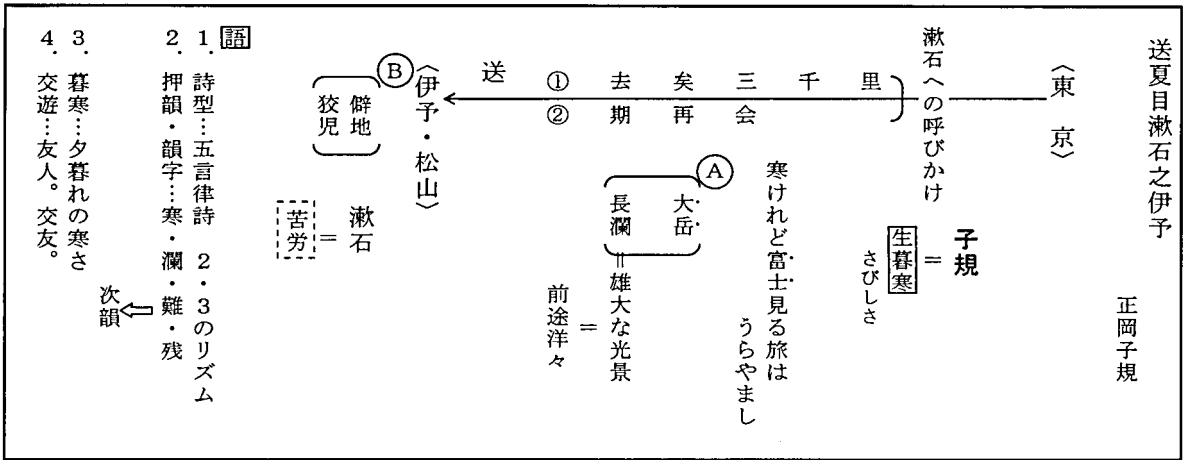 送夏目漱石之伊予
正岡子規
〈東京〉
漱石への呼びかけ
子規
=
生暮寒
さびしさ
里
千
三会
矣再
去期
①②
送
寒けれど富士見る旅は
うらやまし
Ⓐ
大岳
長瀾=雄大な光景
=
前途洋々
〈伊予・松山〉
Ⓑ
僻地
狡児
漱石
=
苦労
語
1.詩型…五言律詩 2・3のリズム
2.押韻・韻字…寒・瀾・難・残
次韻
3.暮寒…夕暮れの寒さ
4.交遊…友人。交友。